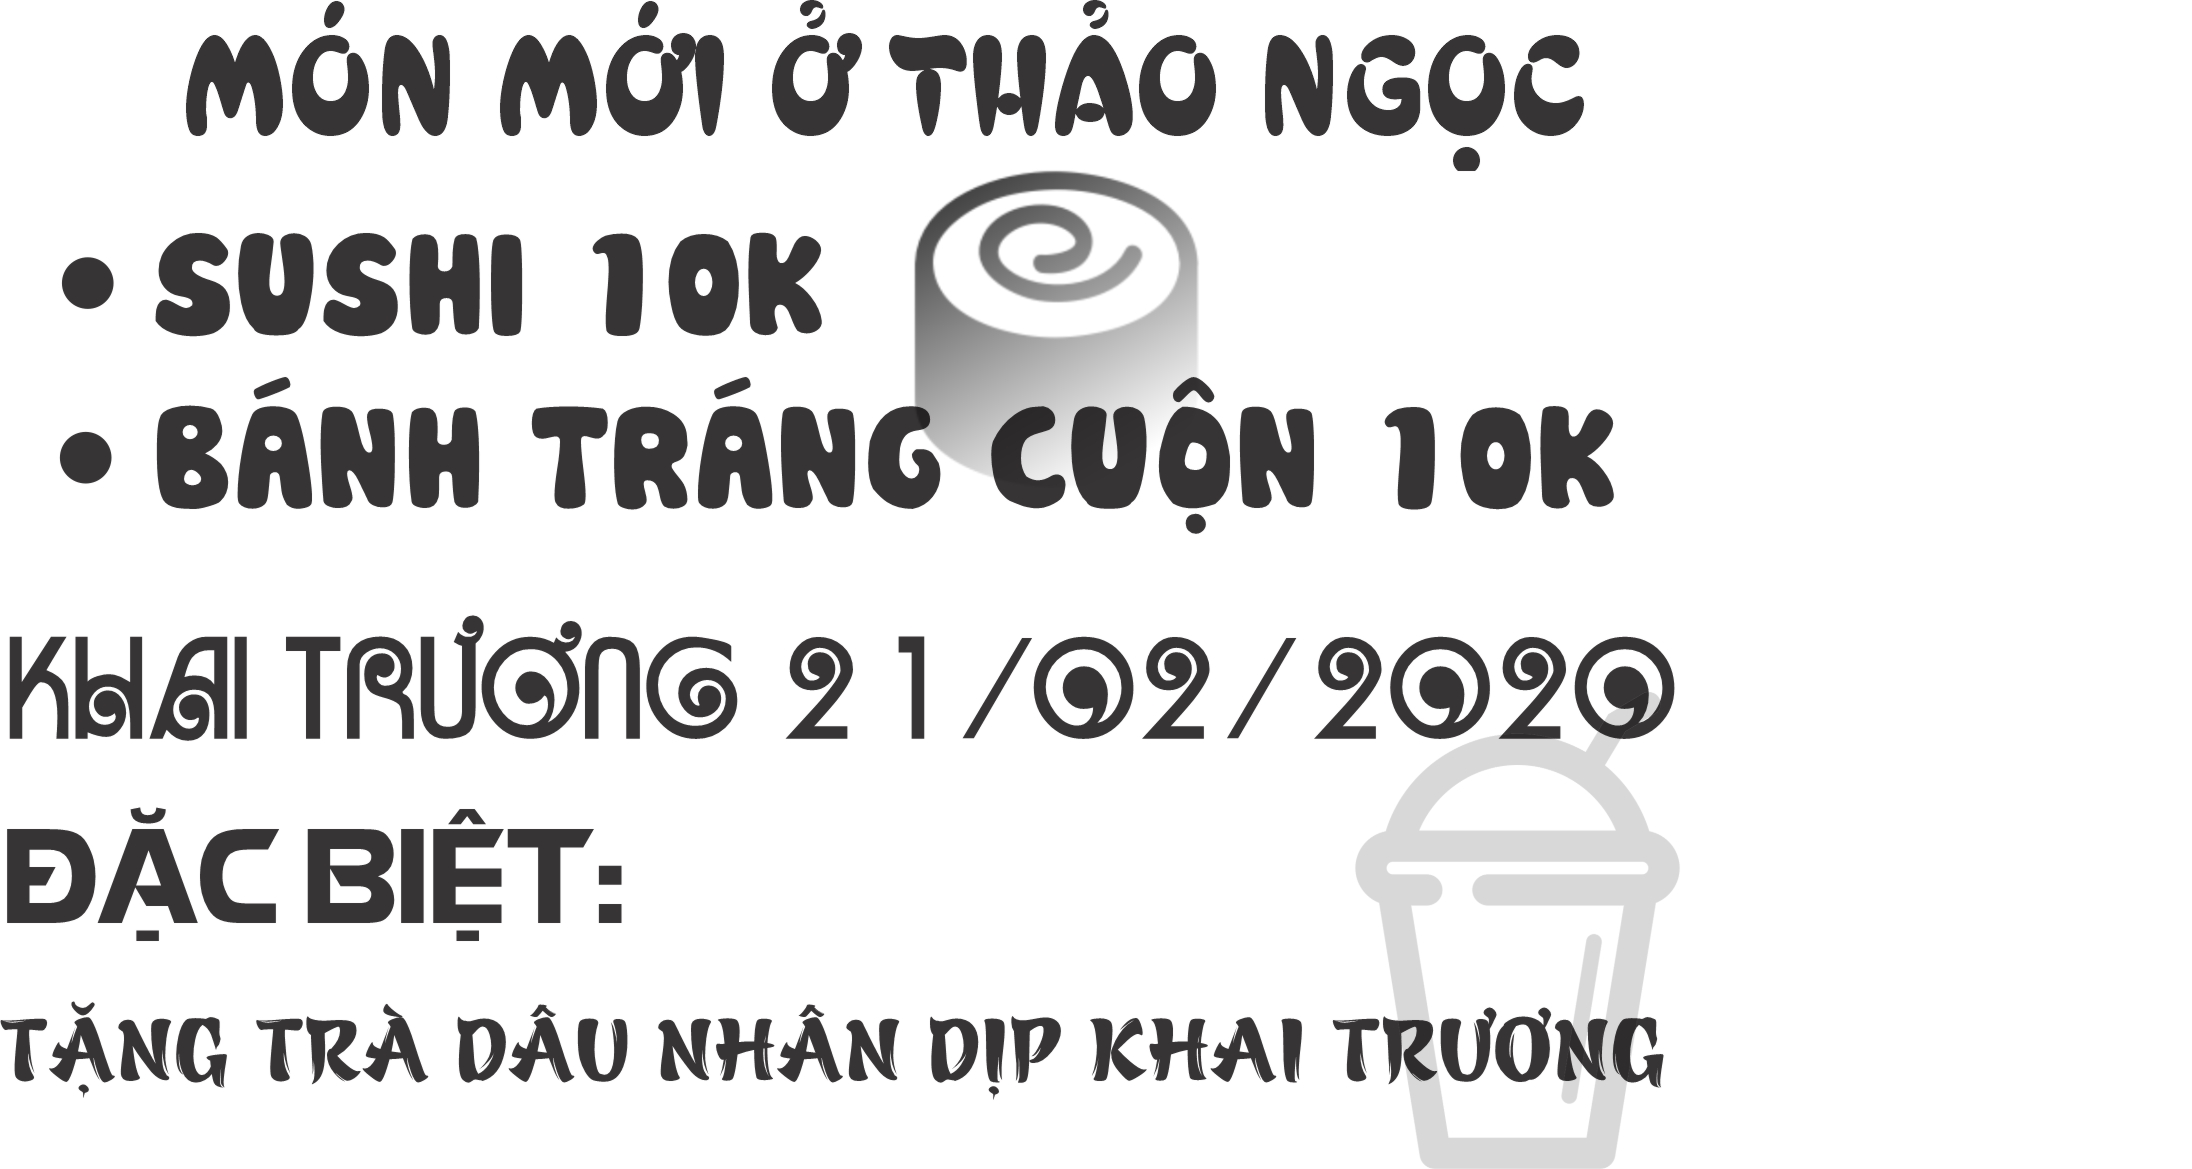 MÓN MỚI Ở THẢO NGỌC
• SUSHI 10K
• BÁNH TRÁNG CUỘN 10K
KHAI TRƯƠNG 21/02/2020
ĐẶC BIỆT:
TẶNG TRÀ DÂU NHÂN DỊP KHAI TRƯƠNG